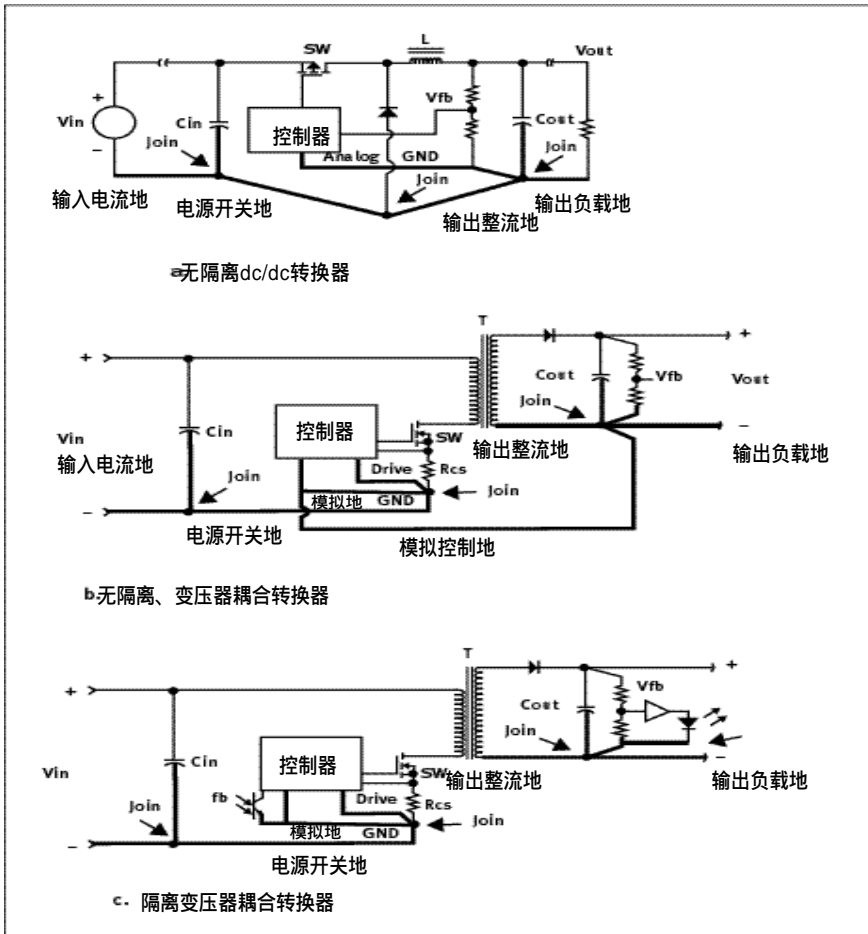 L
SW
Vout
Vfb
+
Vin
Cin
控制器
Cout
Join
−
Analog GND
Join
Join
输入电流地
电源开关地
输出整流地
输出负载地
a无隔离dc/dc转换器
T
+
+
Cout
Vfb
Vout
Join
Cin
控制器
SW
−
Vin
输出整流地
输入电流地
输出负载地
Drive
Rcs
Join
Join
模拟地 GND
−
电源开关地
模拟控制地
b.无隔离、变压器耦合转换器
T
+
+
Vfb
Cout
Join
Cin
控制器
−
Vin
SW
输出整流地
输出负载地
fb
Drive
Rcs
Join
Join
模拟地 GND
−
电源开关地
c. 隔离变压器耦合转换器